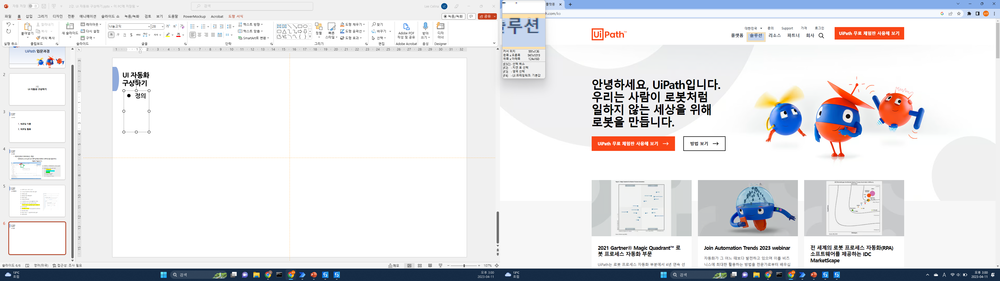 자동 저장 끔 2강. UI 자동화 구상하기.pptx • 이 PC에 저장됨
검색
Lee Celina LC
파일 홈 삽입 그리기 디자인 전환 애니메이션 슬라이드 쇼 녹음/녹화 검토 보기 도움말 PowerMockup Acrobat 도형 서식
녹음/녹화 공유
붙여넣기 잘라내기 복사 서식 복사
새 슬라이드 레이아웃 다시 설정 구역
나눔고딕 28
텍스트 방향 텍스트 맞춤 SmartArt로 변환
정렬 빠른 스타일 도형 채우기 도형 윤곽선 도형 효과
찾기 바꾸기 선택
Adobe PDF 작성 및 공유 받아쓰기 디자이너
실행 취소 클립보드 슬라이드 글꼴 단락 그리기 편집 Adobe Acrobat 음성 Designer
UiPath 입문과정
2
2강
UI 자동화 구상하기
3
1. 레코딩 이론
2. 레코딩 활용
4
레코딩(RECORDING) 개념
5
6
UI 자동화
구상하기
● 정의
슬라이드 6/6 영어(미국) 접근성: 조사 필요 메모 107%
13°C
흐림
검색
오후 3:00
2023-04-11
플랫폼
h.com/ko
루션
커서 위치 991x136
왼쪽 x 오른쪽 947x1019
위쪽 x 아래쪽 124x160
(ESC) - 선택 취소
(F2) - 지연 후 선택
(F3) - 영역 선택
(F4) - UI 프레임워크: 기본값
UiPath™
대한민국 문의 Support 가격 로그인
플랫폼 솔루션 리소스 파트너 회사
UiPath 무료 체험판 사용해 보기
안녕하세요, UiPath입니다.
우리는 사람이 로봇처럼
일하지 않는 세상을 위해
로봇을 만듭니다.
UiPath 무료 체험판 사용해 보기
방법 보기
2021 Gartner® Magic Quadrant™ 로
봇 프로세스 자동화 부문
UiPath는 로봇 프로세스 자동화 부분에서 4년 연속 선
Join Automation Trends 2023 webinar
자동화가 그 어느 때보다 발전하고 있으며 이를 비즈
니스에 최대한 활용하는 방법을 전문가로부터 배우십
전 세계의 로봇 프로세스 자동화(RPA)
소프트웨어를 제공하는 IDC
MarketScape
13°C
흐림
검색
오후 3:00
2023-04-11